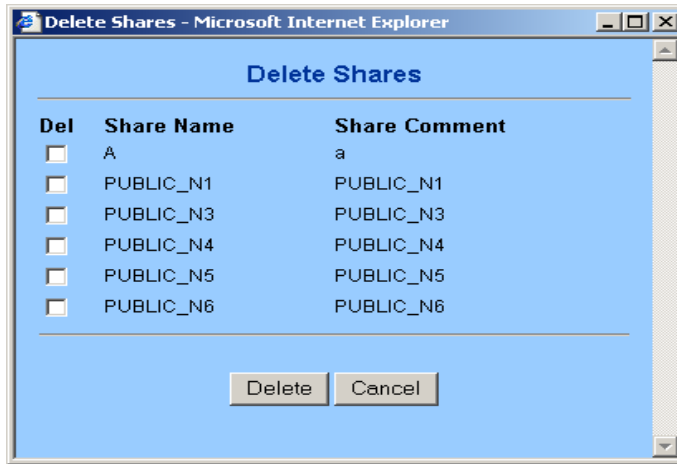 Delete Shares - Microsoft Internet Explorer
Delete Shares
Del Share Name Share Comment
A a
PUBLIC_N1 PUBLIC_N1
PUBLIC_N3 PUBLIC_N3
PUBLIC_N4 PUBLIC_N4
PUBLIC_N5 PUBLIC_N5
PUBLIC_N6 PUBLIC_N6
Delete Cancel